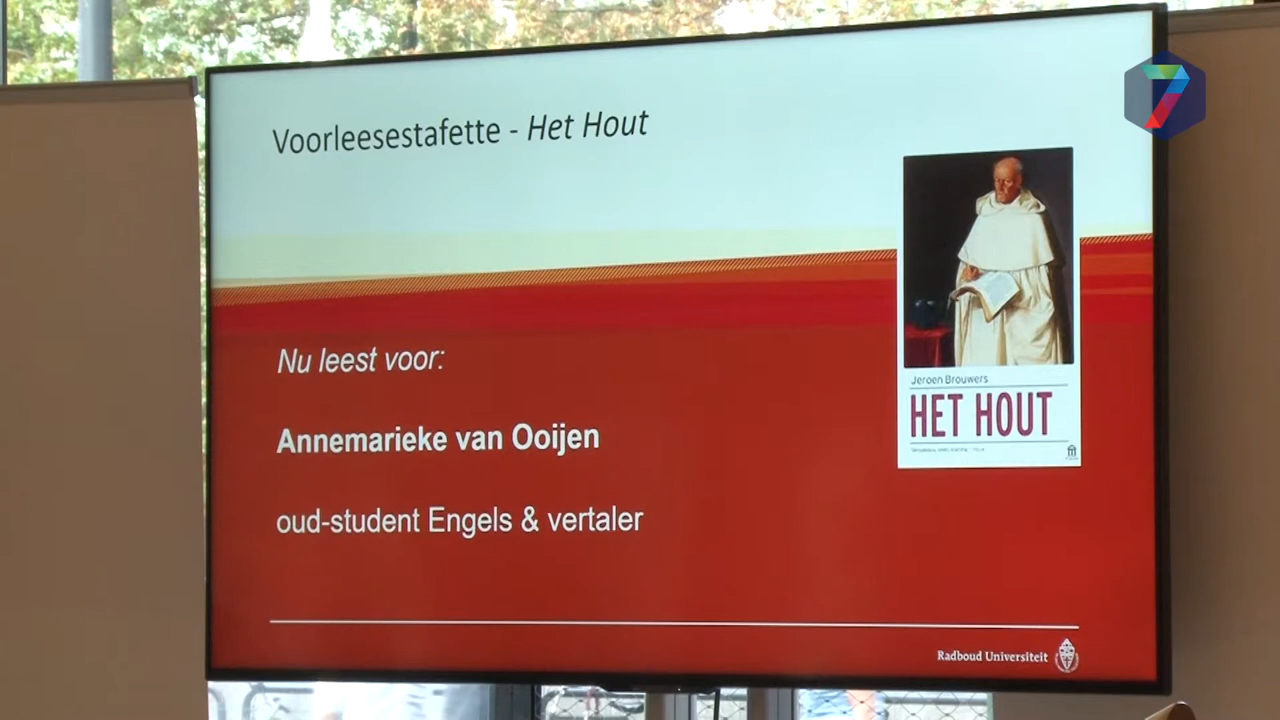 Voorleesestafette - Het Hout
7
Nu leest voor:
Annemarieke van Ooijen
oud-student Engels & vertaler
Jeroen Brouwers
HET HOUT
Radboud Universiteit